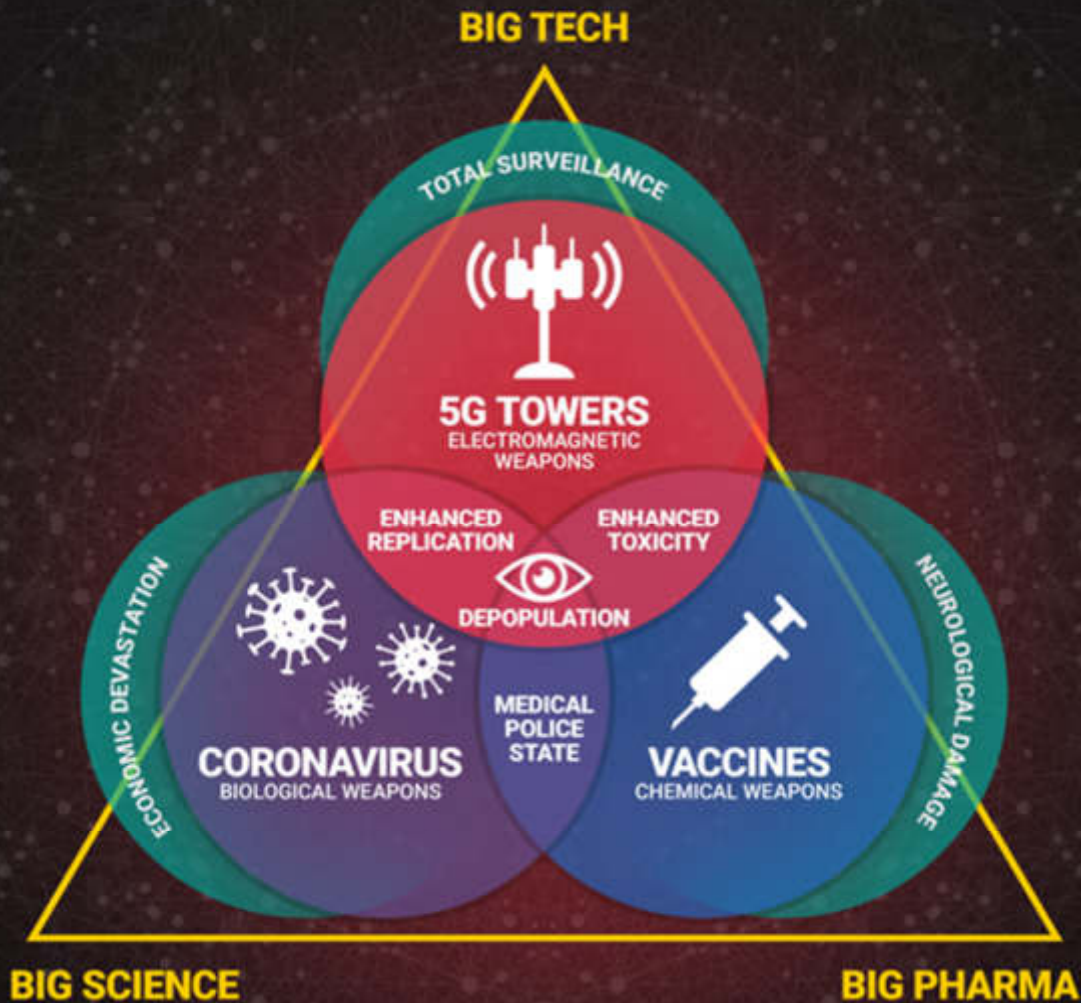 BIG TECH
TOTAL SURVEILLANCE
5G TOWERS
ELECTROMAGNETIC
WEAPONS
ENHANCED
REPLICATION
ENHANCED
TOXICITY
DEPOPULATION
ECONOMIC DEVASTATION
NEUROLOGICAL DAMAGE
MEDICAL
POLICE
STATE
CORONAVIRUS
BIOLOGICAL WEAPONS
VACCINES
CHEMICAL WEAPONS
BIG SCIENCE
BIG PHARMA